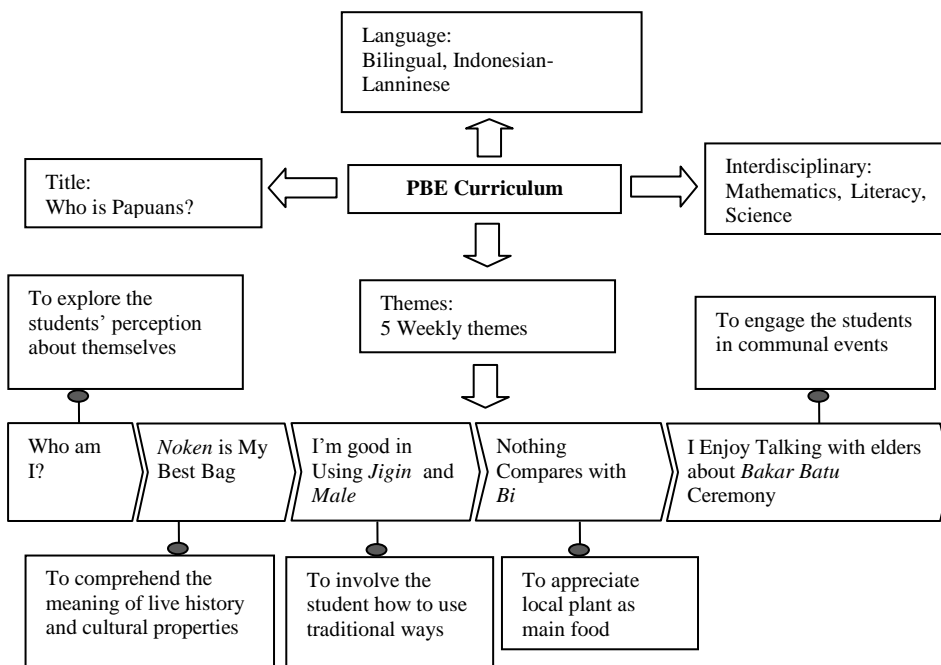 Language:
Bilingual, Indonesian-
Lanninese
Title:
Who is Papuans?
PBE Curriculum
Interdisciplinary:
Mathematics, Literacy,
Science
To explore the
students’ perception
about themselves
Themes:
5 Weekly themes
To engage the students
in communal events
Who am
I?
Noken is My
Best Bag
I’m good in
Using Jigin and
Male
Nothing
Compares with
Bi
I Enjoy Talking with elders
about Bakar Batu
Ceremony
To comprehend the
meaning of live history
and cultural properties
To involve the
student how to use
traditional ways
To appreciate
local plant as
main food